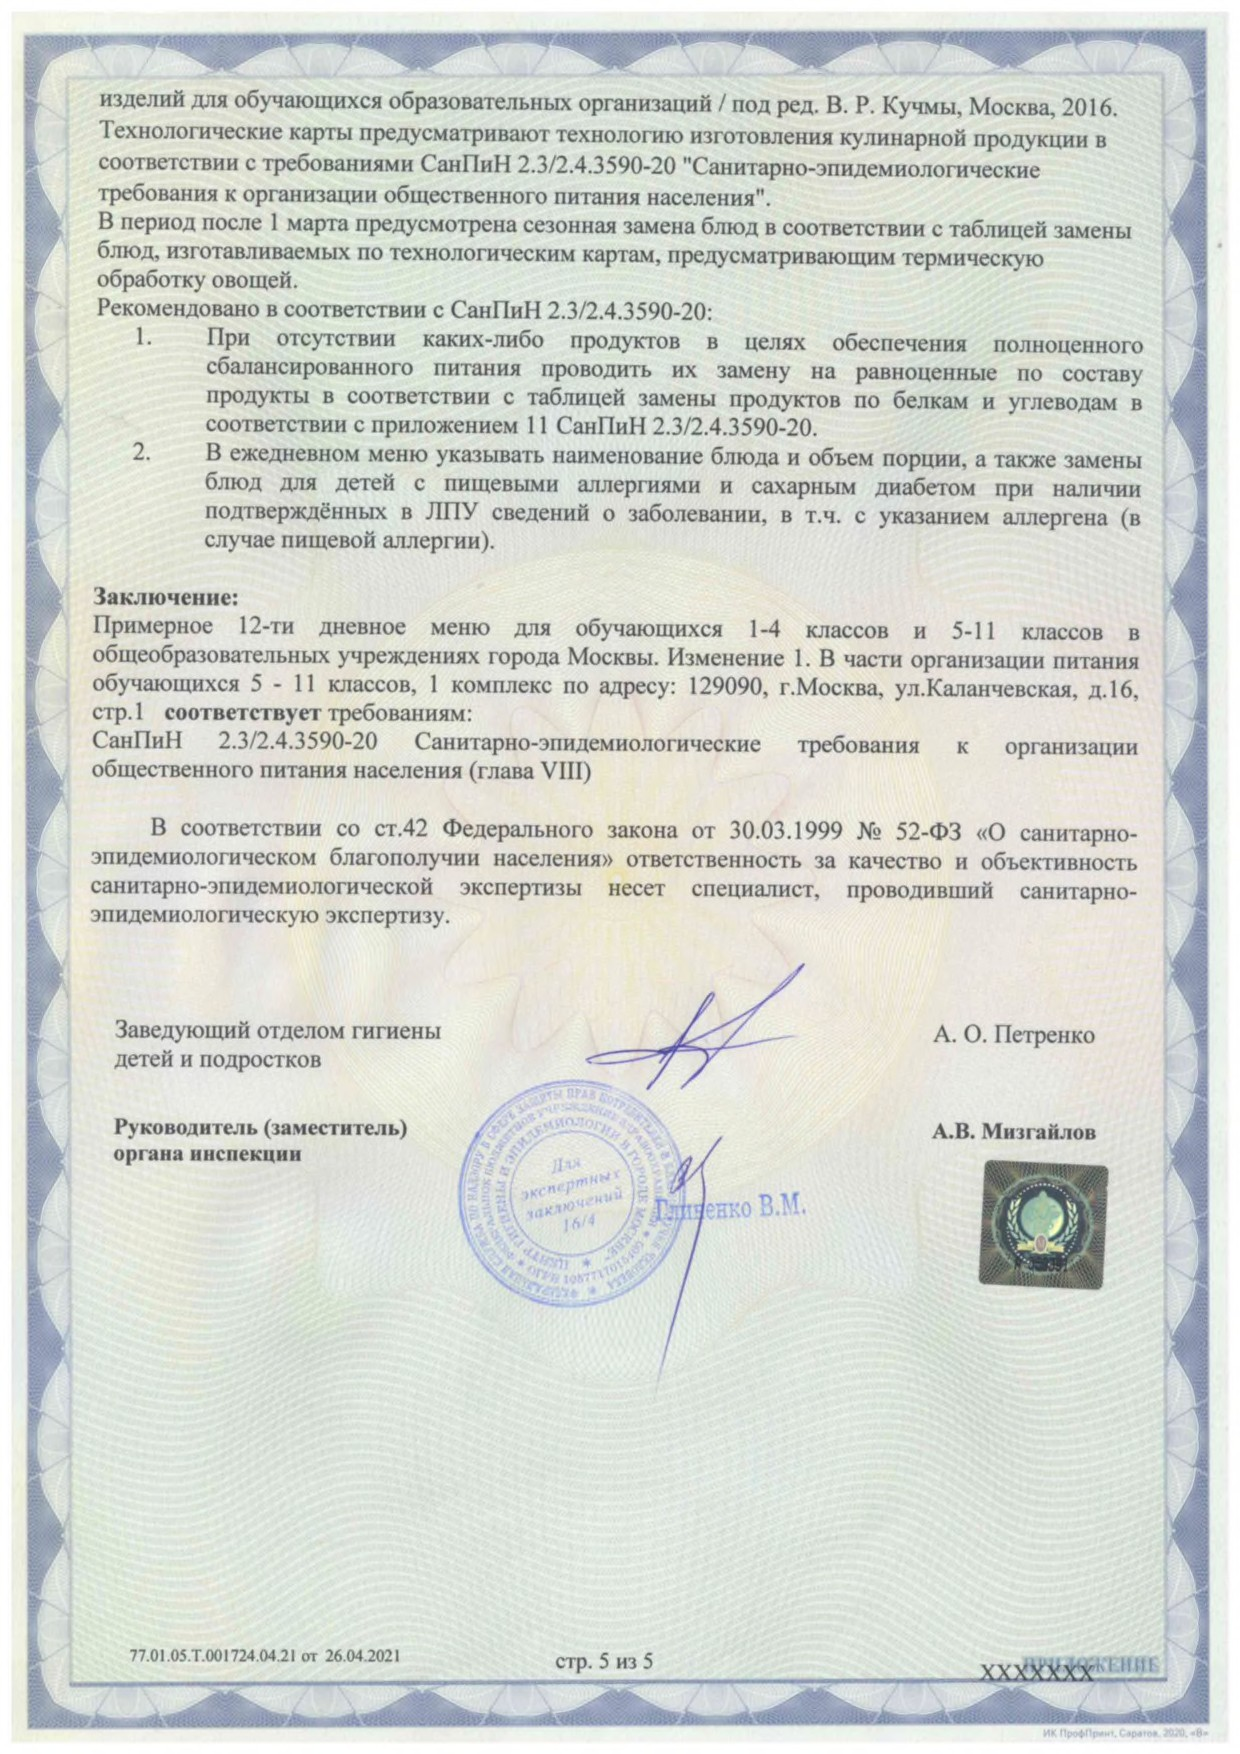 изделий для обучающихся образовательных организаций / под ред. В. Р. Кучмы, Москва, 2016.
Технологические карты предусматривают технологию изготовления кулинарной продукции в
соответствии с требованиями СанПиН 2.3/2.4.3590-20 "Санитарно-эпидемиологические
требования к организации общественного питания населения".
В период после 1 марта предусмотрена сезонная замена блюд в соответствии с таблицей замены
блюд, изготавливаемых по технологическим картам, предусматривающим термическую
обработку овощей.
Рекомендовано в соответствии с СанПиН 2.3/2.4.3590-20:
1. При отсутствии каких-либо продуктов в целях обеспечения полноценного
сбалансированного питания проводить их замену на равноценные по составу
продукты в соответствии с таблицей замены продуктов по белкам и углеводам в
соответствии с приложением 11 СанПиН 2.3/2.4.3590-20.
2. В ежедневном меню указывать наименование блюда и объем порции, а также замены
блюд для детей с пищевыми аллергиями и сахарным диабетом при наличии
подтверждённых в ЛПУ сведений о заболевании, в т.ч. с указанием аллергена (в
случае пищевой аллергии).
Заключение:
Примерное 12-ти дневное меню для обучающихся 1-4 классов и 5-11 классов в
общеобразовательных учреждениях города Москвы. Изменение 1. В части организации питания
обучающихся 5 - 11 классов, 1 комплекс по адресу: 129090, г.Москва, ул.Каланчевская, д.16,
стр.1 соответствует требованиям:
СанПиН 2.3/2.4.3590-20 Санитарно-эпидемиологические требования к организации
общественного питания населения (глава VIII)
В соответствии со ст.42 Федерального закона от 30.03.1999 № 52-ФЗ «О санитарно-
эпидемиологическом благополучии населения» ответственность за качество и объективность
санитарно-эпидемиологической экспертизы несет специалист, проводивший санитарно-
эпидемиологическую экспертизу.
Заведующий отделом гигиены
детей и подростков
А. О. Петренко
Руководитель (заместитель)
органа инспекции
А.В. Мизгайлов
Для
экспертных
заключений
16/4
Глиненко В.М.
77.01.05.Т.001724.04.21 от 26.04.2021
стр. 5 из 5
ПРИЛОЖЕНИЕ
XXXXXXX
ИК ПрофПринт, Саратов, 2020, «В»